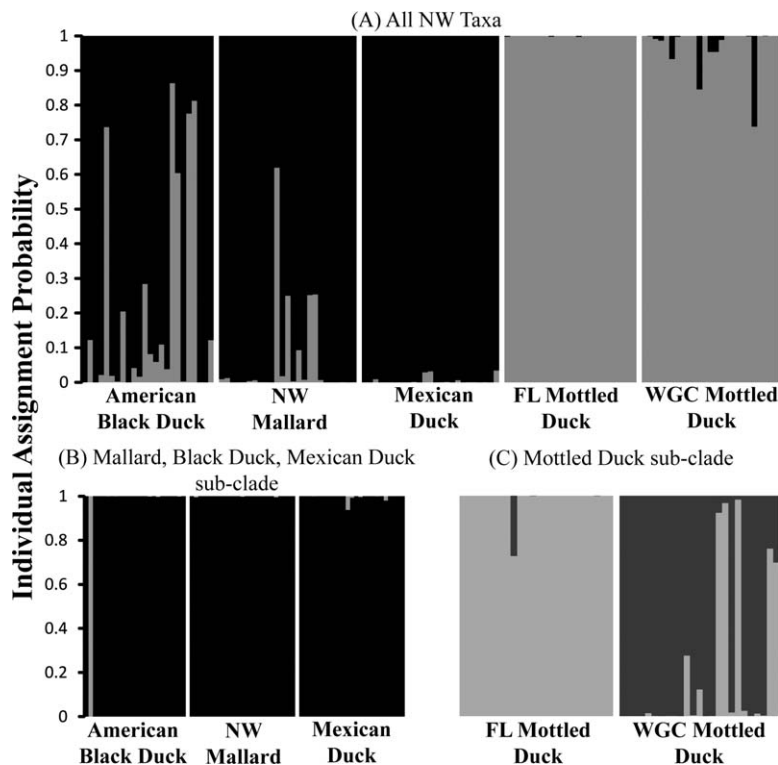 (A) All NW Taxa
Individual Assignment Probability
1
0.9
0.8
0.7
0.6
0.5
0.4
0.3
0.2
0.1
0
American
Black Duck
NW
Mallard
Mexican
Duck
FL Mottled
Duck
WGC Mottled
Duck
(B) Mallard, Black Duck, Mexican Duck
sub-clade
1
0.8
0.6
0.4
0.2
0
American
Black Duck
NW
Mallard
Mexican
Duck
(C) Mottled Duck sub-clade
FL Mottled
Duck
WGC Mottled
Duck